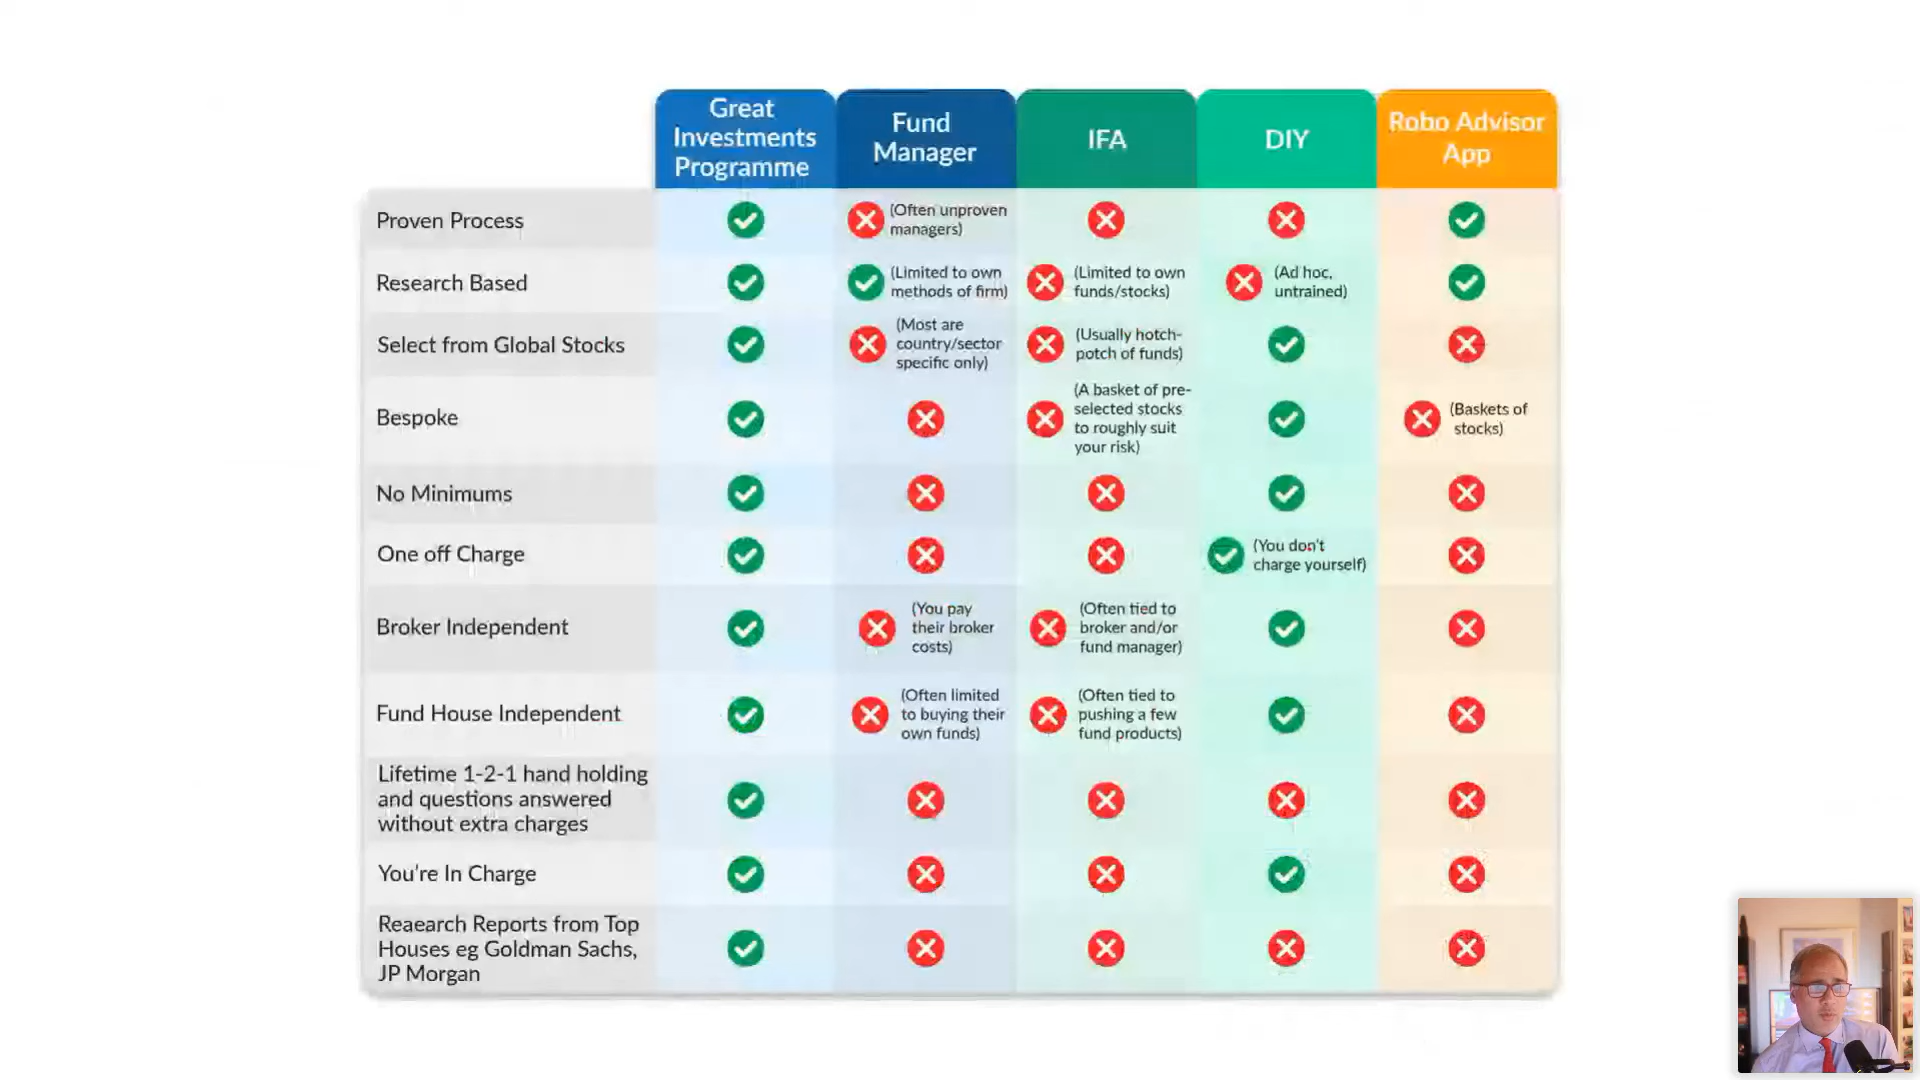 Great
Investments
Programme
Fund
Manager
IFA
DIY
Robo Advisor
App
Proven Process
(Often unproven
managers)
Research Based
(Limited to own
methods of firm)
(Limited to own
funds/stocks)
(Ad hoc,
untrained)
Select from Global Stocks
(Most are
country/sector
specific only)
(Usually hotch-
potch of funds)
Bespoke
(A basket of pre-
selected stocks
to roughly suit
your risk)
(Baskets of
stocks)
No Minimums
One off Charge
(You don't
charge yourself)
Broker Independent
(You pay
their broker
costs)
(Often tied to
broker and/or
fund manager)
Fund House Independent
(Often limited
to buying their
own funds)
(Often tied to
pushing a few
fund products)
Lifetime 1-2-1 hand holding
and questions answered
without extra charges
You're In Charge
Reaearch Reports from Top
Houses eg Goldman Sachs,
JP Morgan